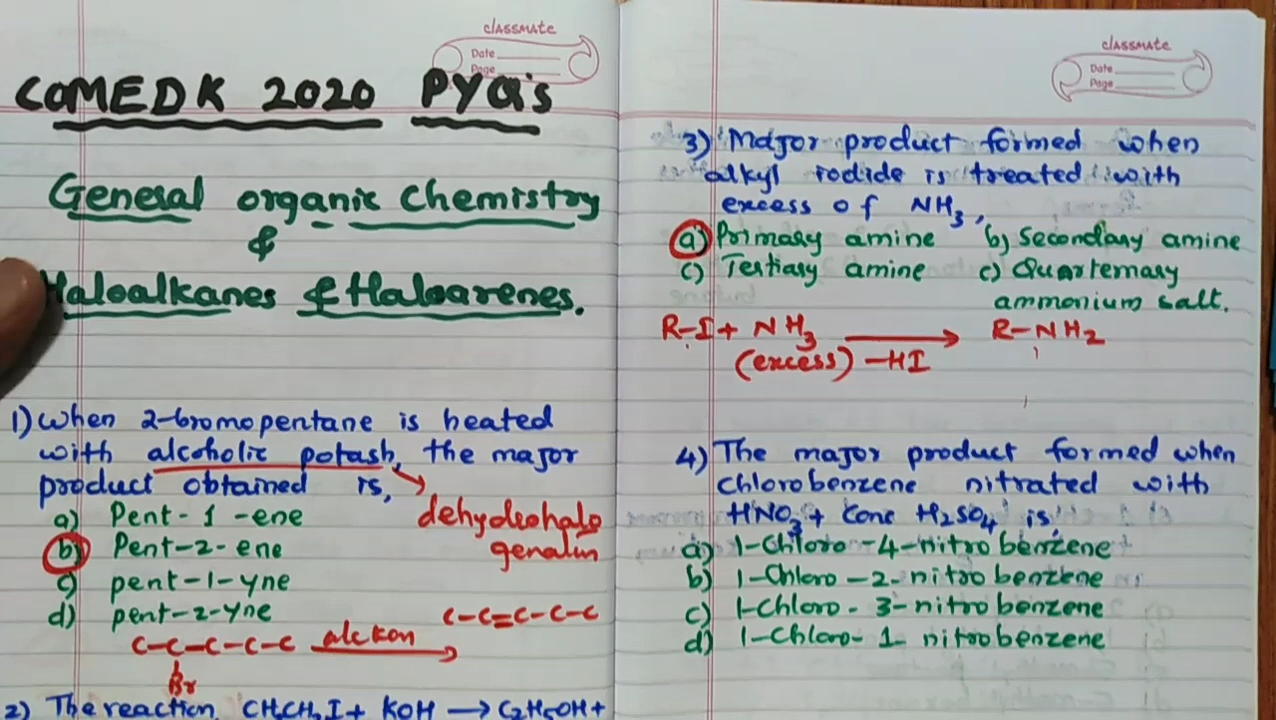 classmate
Date
Page
COMEDK 2020 PYQ's
General organic chemistry
&
Haloalkanes & Haloarenes.
1) When 2-bromopentane is heated
with alcoholic potash, the major
product obtained is,
dehydrohalo
genation
a) Pent-1-ene
b) Pent-2-ene
c) pent-1-yne
d) pent-2-yne
C-C=C-C-C
C-C-C-C-C alc KOH
Br
2) The reaction, CH3CH2I + KOH → C2H5OH +
classmate
Date
Page
3) Major product formed when
alkyl iodide is treated with
excess of NH3,
a) Primary amine b) Secondary amine
c) Tertiary amine c) Quarternary
ammonium salt.
R-I + NH3 → R-NH2
(excess) -HI
4) The major product formed when
chlorobenzene nitrated with
HNO3 + conc H2SO4 is,
a) 1-Chloro-4-nitrobenzene
b) 1-Chloro-2-nitrobenzene
c) 1-Chloro-3-nitrobenzene
d) 1-Chloro-1-nitrobenzene